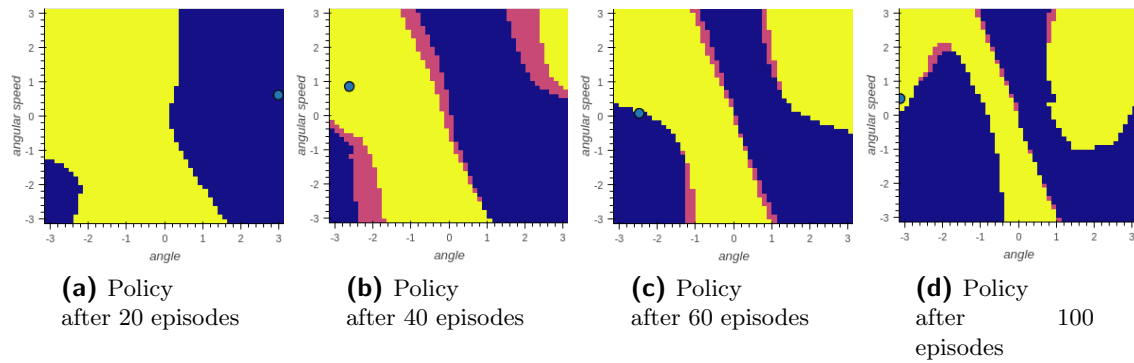 3
2
1
0
-1
-2
-3
angular speed
-3 -2 -1 0 1 2 3
angle
3
2
1
0
-1
-2
-3
angular speed
-3 -2 -1 0 1 2 3
angle
3
2
1
0
-1
-2
-3
angular speed
-3 -2 -1 0 1 2 3
angle
3
2
1
0
-1
-2
-3
angular speed
-3 -2 -1 0 1 2 3
angle
(a) Policy
after 20 episodes
(b) Policy
after 40 episodes
(c) Policy
after 60 episodes
(d) Policy
after 100
episodes